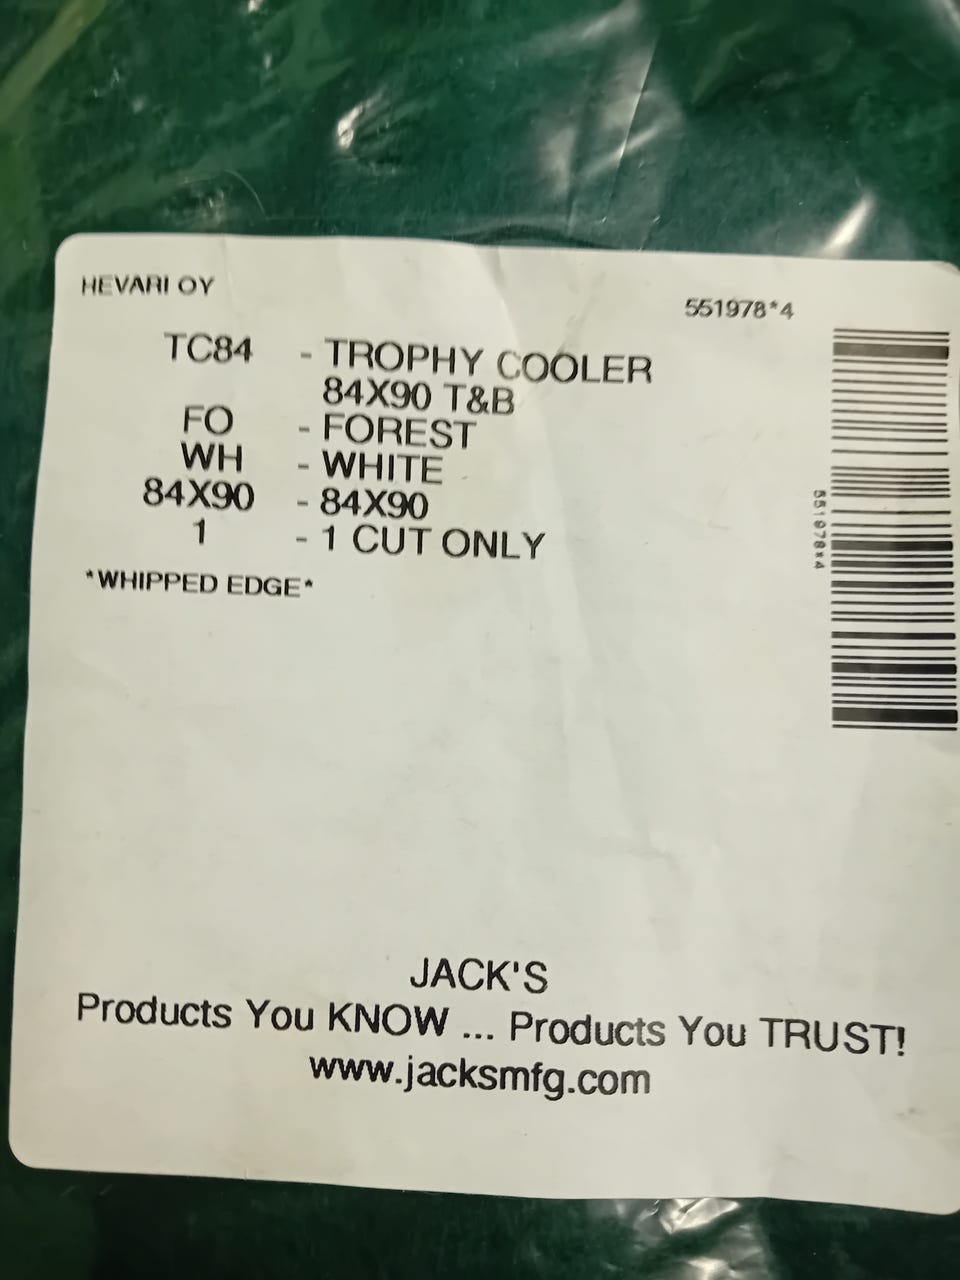 HEVARI OY
551978*4
TC84 - TROPHY COOLER
84X90 T&B
FO - FOREST
WH - WHITE
84X90 - 84X90
1 - 1 CUT ONLY
*WHIPPED EDGE*
551978*4
JACK'S
Products You KNOW ... Products You TRUST!
www.jacksmfg.com